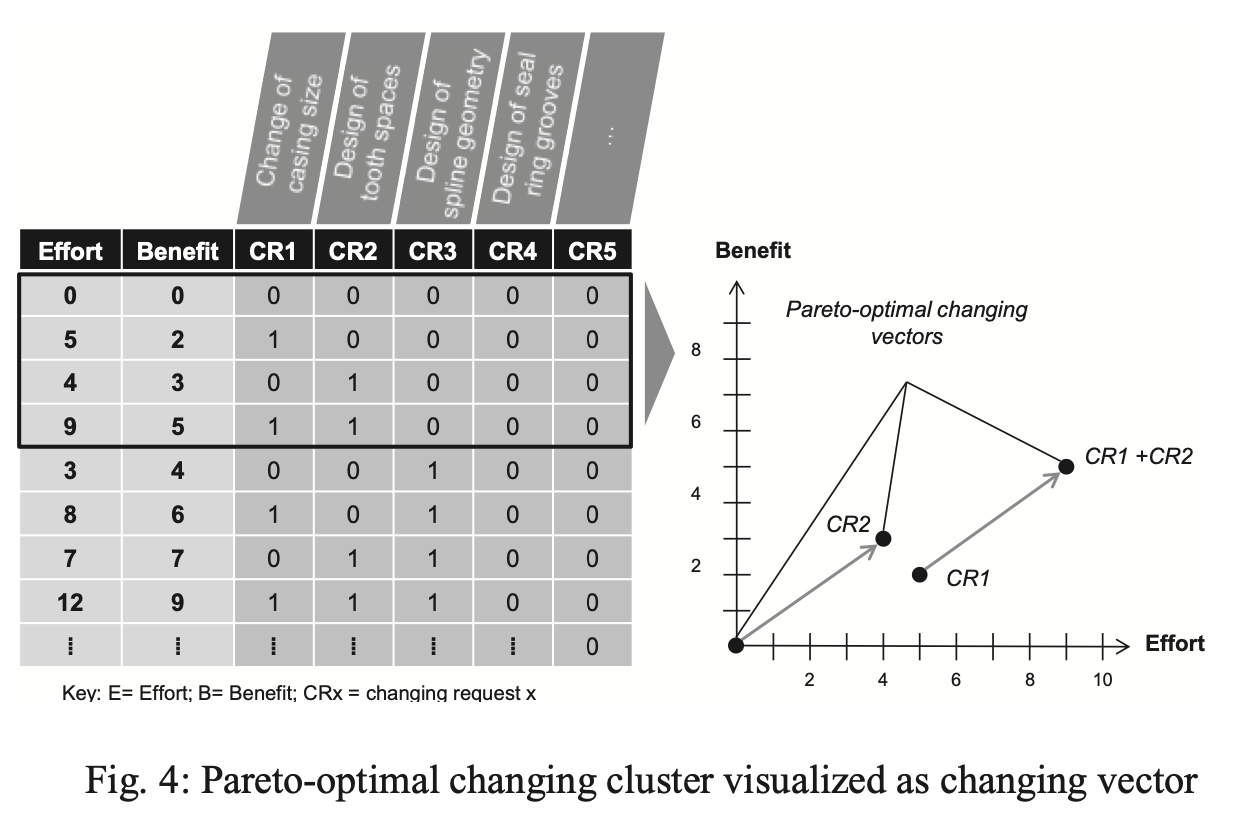 Change of
casing size
Design of
tooth spaces
Design of
spline geometry
Design of seal
ring grooves
...
Effort Benefit CR1 CR2 CR3 CR4 CR5
0 0 0 0 0 0 0
5 2 1 0 0 0 0
4 3 0 1 0 0 0
9 5 1 1 0 0 0
3 4 0 0 1 0 0
8 6 1 0 1 0 0
7 7 0 1 1 0 0
12 9 1 1 1 0 0
⁞ ⁞ ⁞ ⁞ ⁞ ⁞ 0
Key: E= Effort; B= Benefit; CRx = changing request x
Benefit
Pareto-optimal changing
vectors
8
6
4
2
CR1 +CR2
CR2
CR1
Effort
2 4 6 8 10
Fig. 4: Pareto-optimal changing cluster visualized as changing vector